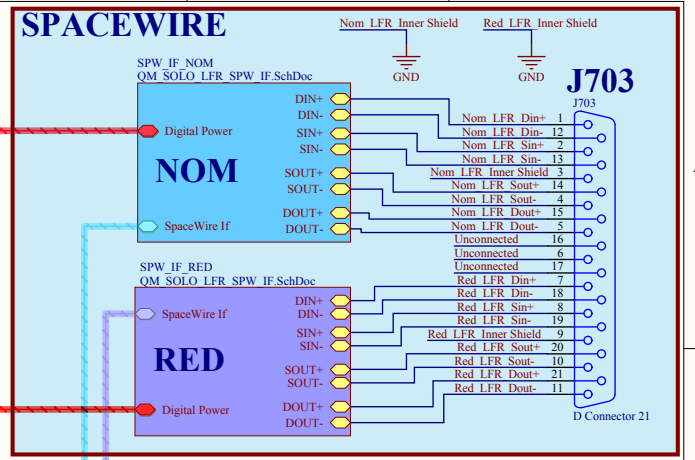 SPACEWIRE
Nom_LFR_Inner Shield
Red_LFR_Inner Shield
GND
GND
SPW_IF_NOM
QM_SOLO_LFR_SPW_IF.SchDoc
DIN+
DIN-
SIN+
SIN-
SOUT+
SOUT-
DOUT+
DOUT-
Digital Power
NOM
SpaceWire If
SPW_IF_RED
QM_SOLO_LFR_SPW_IF.SchDoc
DIN+
DIN-
SIN+
SIN-
SOUT+
SOUT-
DOUT+
DOUT-
SpaceWire If
RED
Digital Power
J703
J703
Nom_LFR_Din+ 1
Nom_LFR_Din- 12
Nom_LFR_Sin+ 2
Nom_LFR_Sin- 13
Nom_LFR_Inner Shield 3
Nom_LFR_Sout+ 14
Nom_LFR_Sout- 4
Nom_LFR_Dout+ 15
Nom_LFR_Dout- 5
Unconnected 16
Unconnected 6
Unconnected 17
Red_LFR_Din+ 7
Red_LFR_Din- 18
Red_LFR_Sin+ 8
Red_LFR_Sin- 19
Red_LFR_Inner Shield 9
Red_LFR_Sout+ 20
Red_LFR_Sout- 10
Red_LFR_Dout+ 21
Red_LFR_Dout- 11
D Connector 21